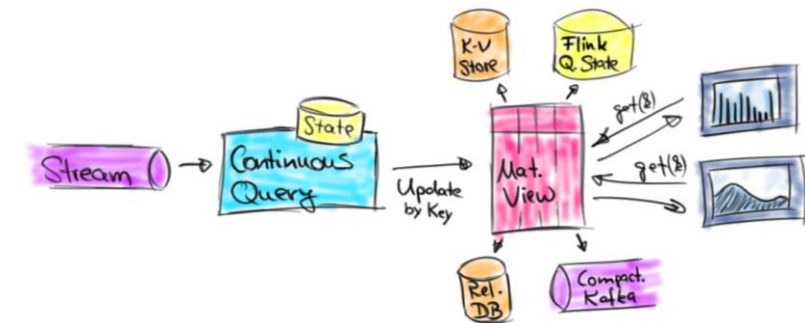 Stream
State
Continuous
Query
Update
by Key
K-V
Store
Flink
Q. State
Mat.
View
get(k)
get(k)
Rel.
DB
Compact.
Kafka